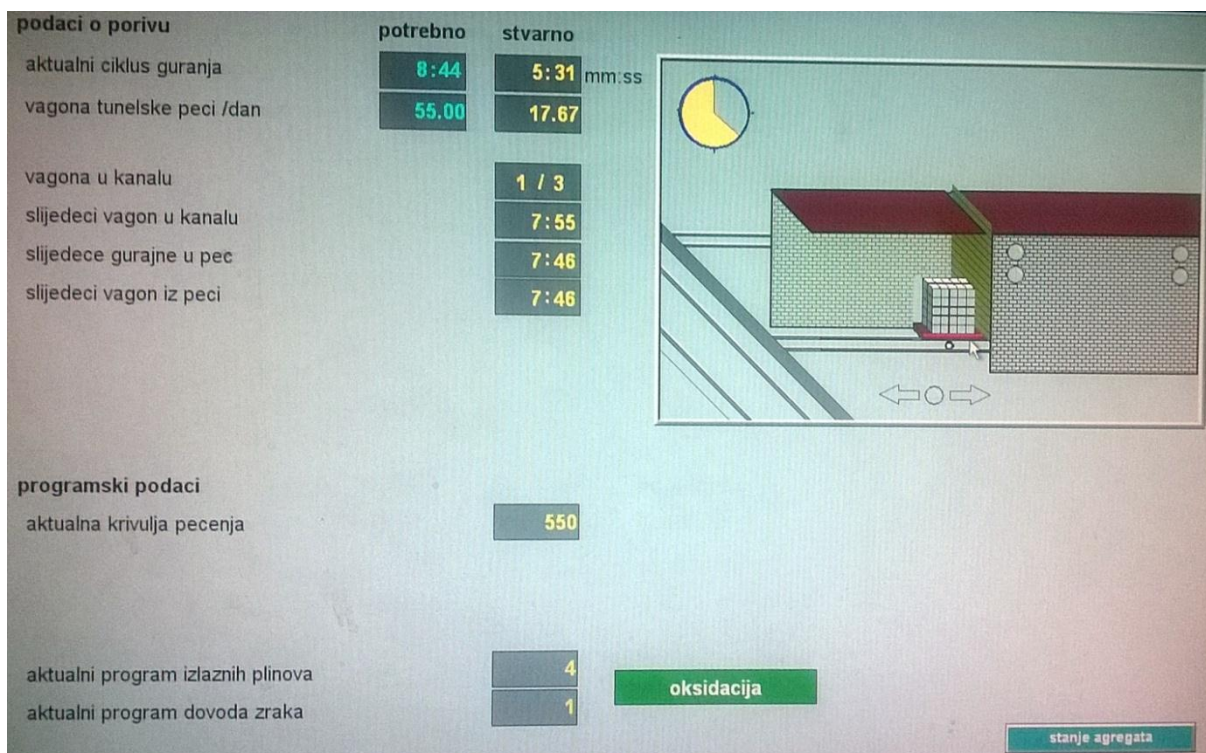 podaci o porivu potrebno stvarno
aktualni ciklus guranja 8:44 5:31 mm:ss
vagona tunelske peci /dan 55.00 17.67
vagona u kanalu 1 / 3
slijedeci vagon u kanalu 7:55
slijedece gurajne u pec 7:46
slijedeci vagon iz peci 7:46
programski podaci
aktualna krivulja pecenja 550
aktualni program izlaznih plinova 4
oksidacija
aktualni program dovoda zraka 1
stanje agregata